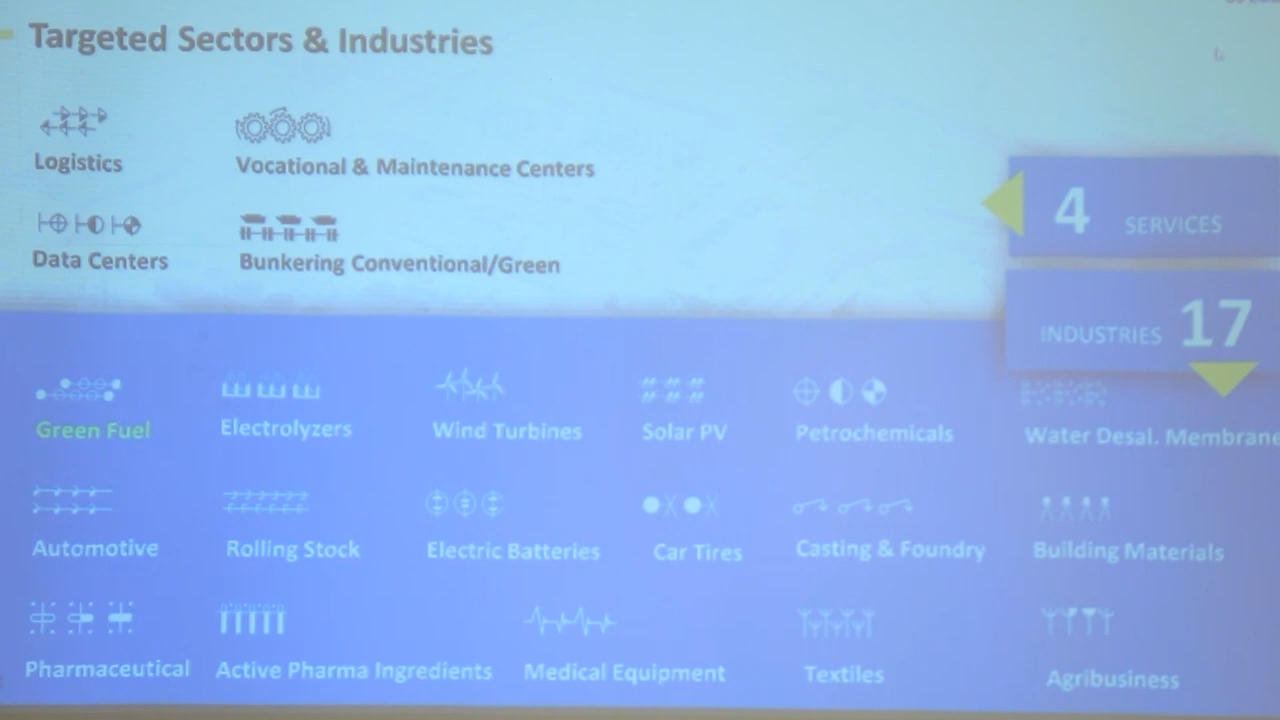 Targeted Sectors & Industries
Logistics
Vocational & Maintenance Centers
Data Centers
Bunkering Conventional/Green
4 SERVICES
INDUSTRIES 17
Green Fuel
Electrolyzers
Wind Turbines
Solar PV
Petrochemicals
Water Desal. Membrane
Automotive
Rolling Stock
Electric Batteries
Car Tires
Casting & Foundry
Building Materials
Pharmaceutical
Active Pharma Ingredients
Medical Equipment
Textiles
Agribusiness